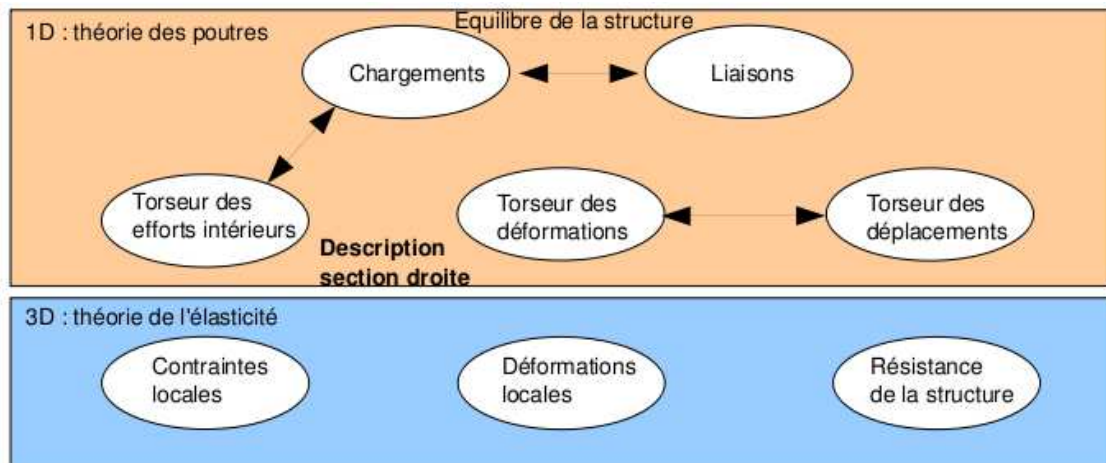 Equilibre de la structure
1D : théorie des poutres
Chargements
Liaisons
Torseur des
efforts intérieurs
Torseur des
déformations
Torseur des
déplacements
Description
section droite
3D : théorie de l'élasticité
Contraintes
locales
Déformations
locales
Résistance
de la structure